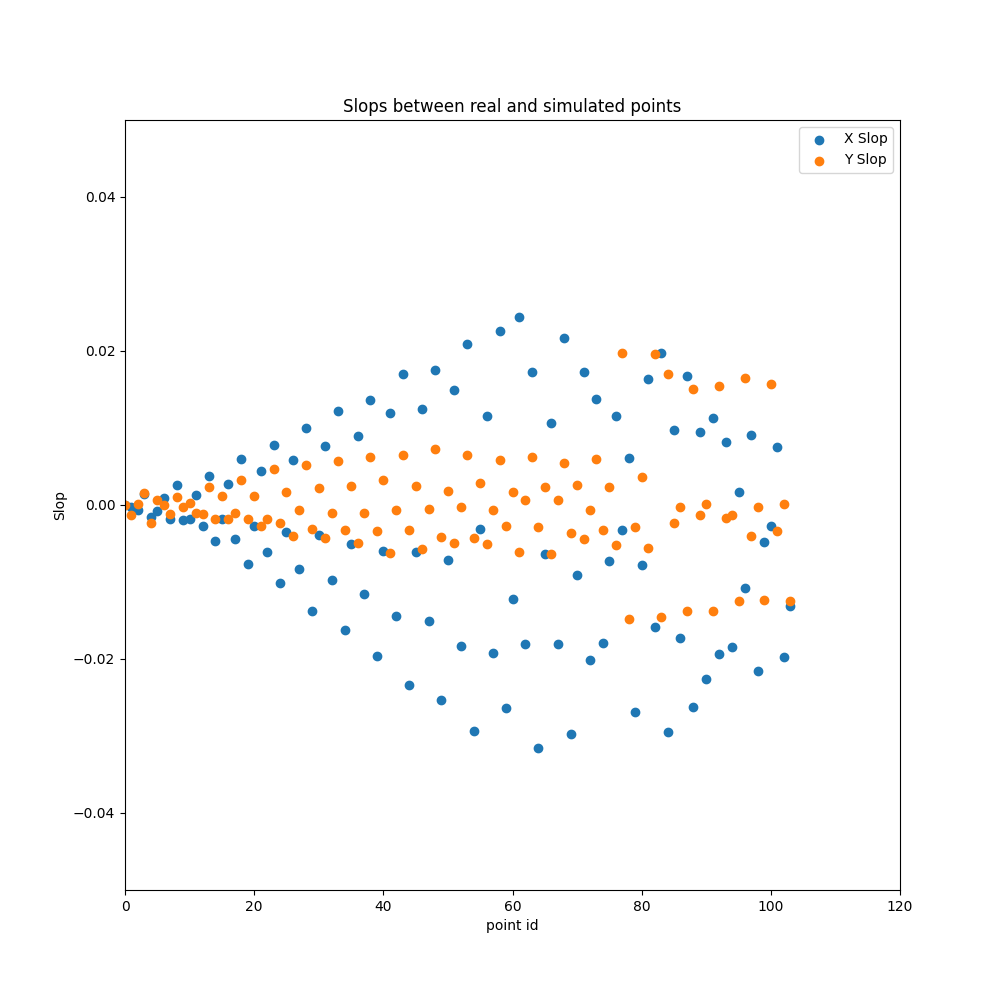 Slops between real and simulated points
X Slop
Y Slop
0.04
0.02
0.00
−0.02
−0.04
Slop
0 20 40 60 80 100 120
point id